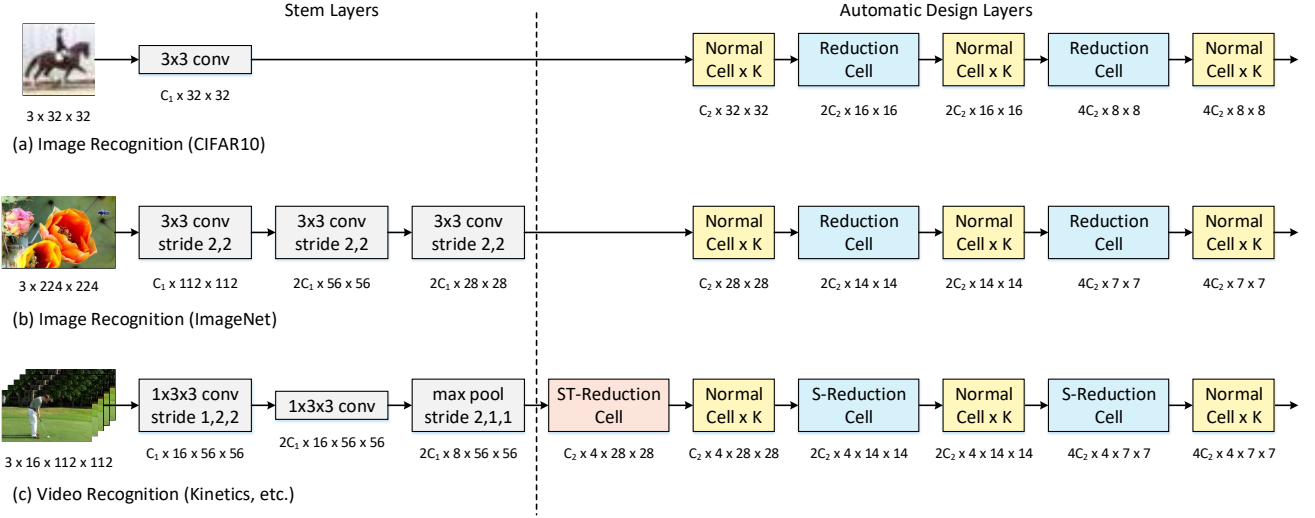 Stem Layers
Automatic Design Layers
3x3 conv
Normal
Cell x K
Reduction
Cell
Normal
Cell x K
Reduction
Cell
Normal
Cell x K
3 x 32 x 32
C₁ x 32 x 32
C₂ x 32 x 32
2C₂ x 16 x 16
2C₂ x 16 x 16
4C₂ x 8 x 8
4C₂ x 8 x 8
(a) Image Recognition (CIFAR10)
3x3 conv
stride 2,2
3x3 conv
stride 2,2
3x3 conv
stride 2,2
Normal
Cell x K
Reduction
Cell
Normal
Cell x K
Reduction
Cell
Normal
Cell x K
3 x 224 x 224
C₁ x 112 x 112
2C₁ x 56 x 56
2C₁ x 28 x 28
C₂ x 28 x 28
2C₂ x 14 x 14
2C₂ x 14 x 14
4C₂ x 7 x 7
4C₂ x 7 x 7
(b) Image Recognition (ImageNet)
1x3x3 conv
stride 1,2,2
1x3x3 conv
max pool
stride 2,1,1
ST-Reduction
Cell
Normal
Cell x K
S-Reduction
Cell
Normal
Cell x K
S-Reduction
Cell
Normal
Cell x K
3 x 16 x 112 x 112
C₁ x 16 x 56 x 56
2C₁ x 16 x 56 x 56
2C₁ x 8 x 56 x 56
C₂ x 4 x 28 x 28
C₂ x 4 x 28 x 28
2C₂ x 4 x 14 x 14
2C₂ x 4 x 14 x 14
4C₂ x 4 x 7 x 7
4C₂ x 4 x 7 x 7
(c) Video Recognition (Kinetics, etc.)